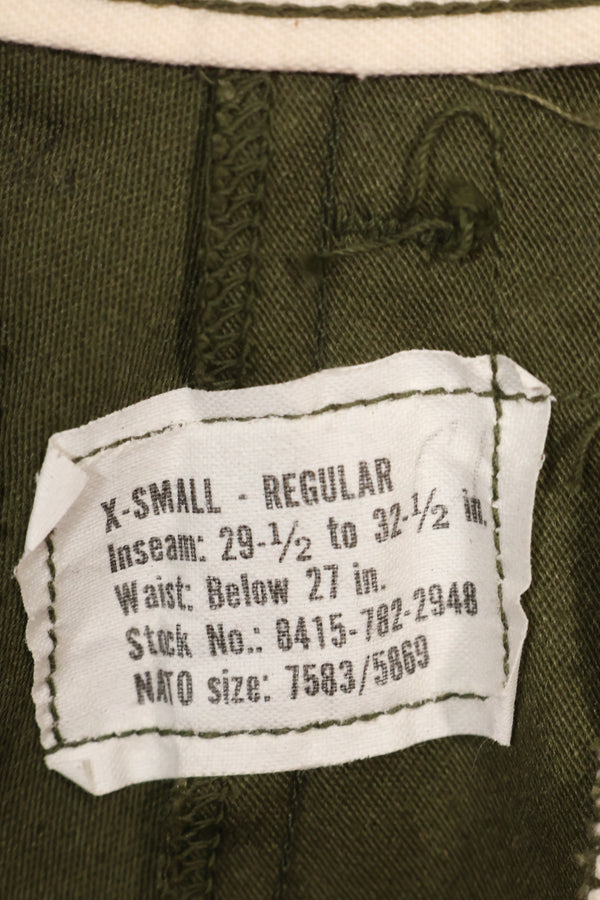 X-SMALL - REGULAR
Inseam: 29-1/2 to 32-1/2 in.
Waist: Below 27 in.
Stock No.: 8415-782-2948
NATO size: 7583/5869